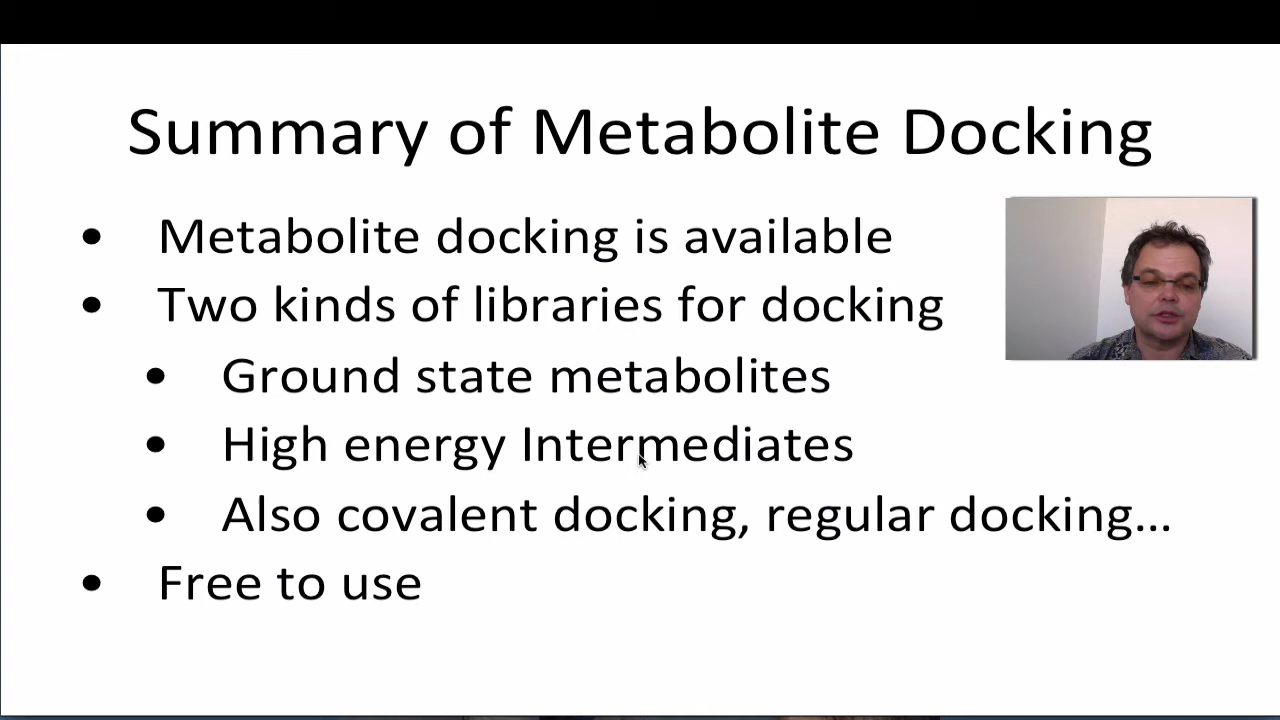 Summary of Metabolite Docking
• Metabolite docking is available
• Two kinds of libraries for docking
• Ground state metabolites
• High energy Intermediates
• Also covalent docking, regular docking...
• Free to use